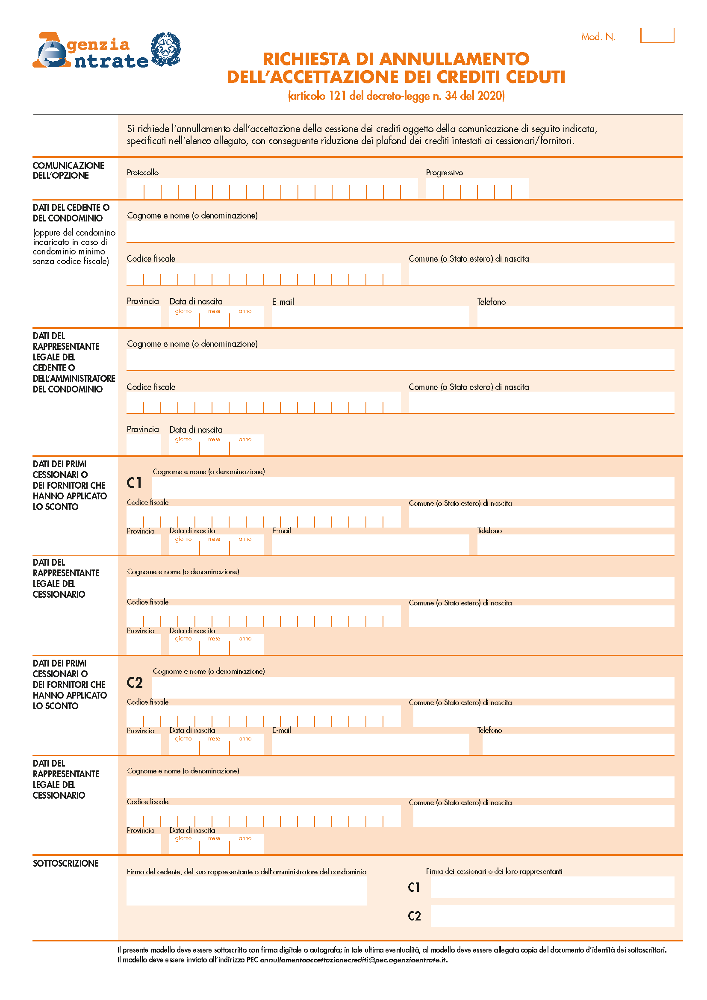 Agenzia
Entrate
Mod. N.
RICHIESTA DI ANNULLAMENTO
DELL’ACCETTAZIONE DEI CREDITI CEDUTI
(articolo 121 del decreto-legge n. 34 del 2020)
Si richiede l’annullamento dell’accettazione della cessione dei crediti oggetto della comunicazione di seguito indicata,
specificati nell’elenco allegato, con conseguente riduzione dei plafond dei crediti intestati ai cessionari/fornitori.
COMUNICAZIONE
DELL’OPZIONE
Protocollo Progressivo
DATI DEL CEDENTE O
DEL CONDOMINIO
(oppure del condomino
incaricato in caso di
condominio minimo
senza codice fiscale)
Cognome e nome (o denominazione)
Codice fiscale Comune (o Stato estero) di nascita
Provincia Data di nascita E-mail Telefono
giorno mese anno
DATI DEL
RAPPRESENTANTE
LEGALE DEL
CEDENTE O
DELL’AMMINISTRATORE
DEL CONDOMINIO
Cognome e nome (o denominazione)
Codice fiscale Comune (o Stato estero) di nascita
Provincia Data di nascita
giorno mese anno
DATI DEI PRIMI
CESSIONARI O
DEI FORNITORI CHE
HANNO APPLICATO
LO SCONTO
C1 Cognome e nome (o denominazione)
Codice fiscale Comune (o Stato estero) di nascita
Provincia Data di nascita E-mail Telefono
giorno mese anno
DATI DEL
RAPPRESENTANTE
LEGALE DEL
CESSIONARIO
Cognome e nome (o denominazione)
Codice fiscale Comune (o Stato estero) di nascita
Provincia Data di nascita
giorno mese anno
DATI DEI PRIMI
CESSIONARI O
DEI FORNITORI CHE
HANNO APPLICATO
LO SCONTO
C2 Cognome e nome (o denominazione)
Codice fiscale Comune (o Stato estero) di nascita
Provincia Data di nascita E-mail Telefono
giorno mese anno
DATI DEL
RAPPRESENTANTE
LEGALE DEL
CESSIONARIO
Cognome e nome (o denominazione)
Codice fiscale Comune (o Stato estero) di nascita
Provincia Data di nascita
giorno mese anno
SOTTOSCRIZIONE
Firma del cedente, del suo rappresentante o dell’amministratore del condominio Firma dei cessionari o dei loro rappresentanti
C1
C2
Il presente modello deve essere sottoscritto con firma digitale o autografa; in tale ultima eventualità, al modello deve essere allegata copia del documento d’identità dei sottoscrittori.
Il modello deve essere inviato all’indirizzo PEC annullamentoaccettazionecrediti@pec.agenziaentrate.it.